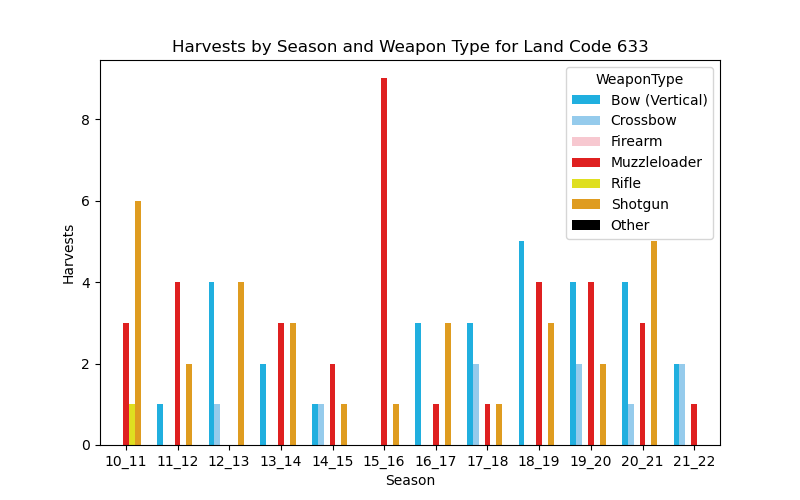 Harvests by Season and Weapon Type for Land Code 633
WeaponType
Bow (Vertical)
Crossbow
Firearm
Muzzleloader
Rifle
Shotgun
Other
Harvests
8
6
4
2
0
10_11 11_12 12_13 13_14 14_15 15_16 16_17 17_18 18_19 19_20 20_21 21_22
Season